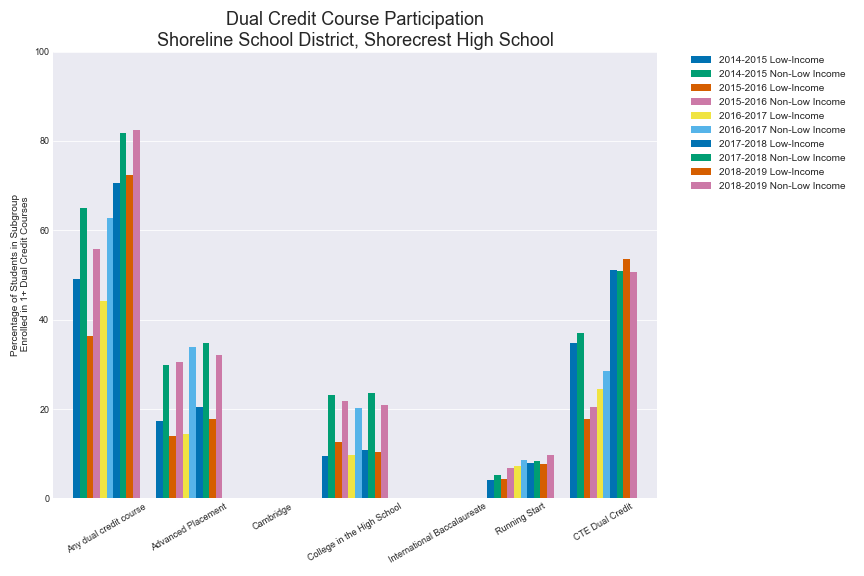 Dual Credit Course Participation
Shoreline School District, Shorecrest High School
2014-2015 Low-Income
2014-2015 Non-Low Income
2015-2016 Low-Income
2015-2016 Non-Low Income
2016-2017 Low-Income
2016-2017 Non-Low Income
2017-2018 Low-Income
2017-2018 Non-Low Income
2018-2019 Low-Income
2018-2019 Non-Low Income
Percentage of Students in Subgroup
Enrolled in 1+ Dual Credit Courses
100
80
60
40
20
0
Any dual credit course
Advanced Placement
Cambridge
College in the High School
International Baccalaureate
Running Start
CTE Dual Credit